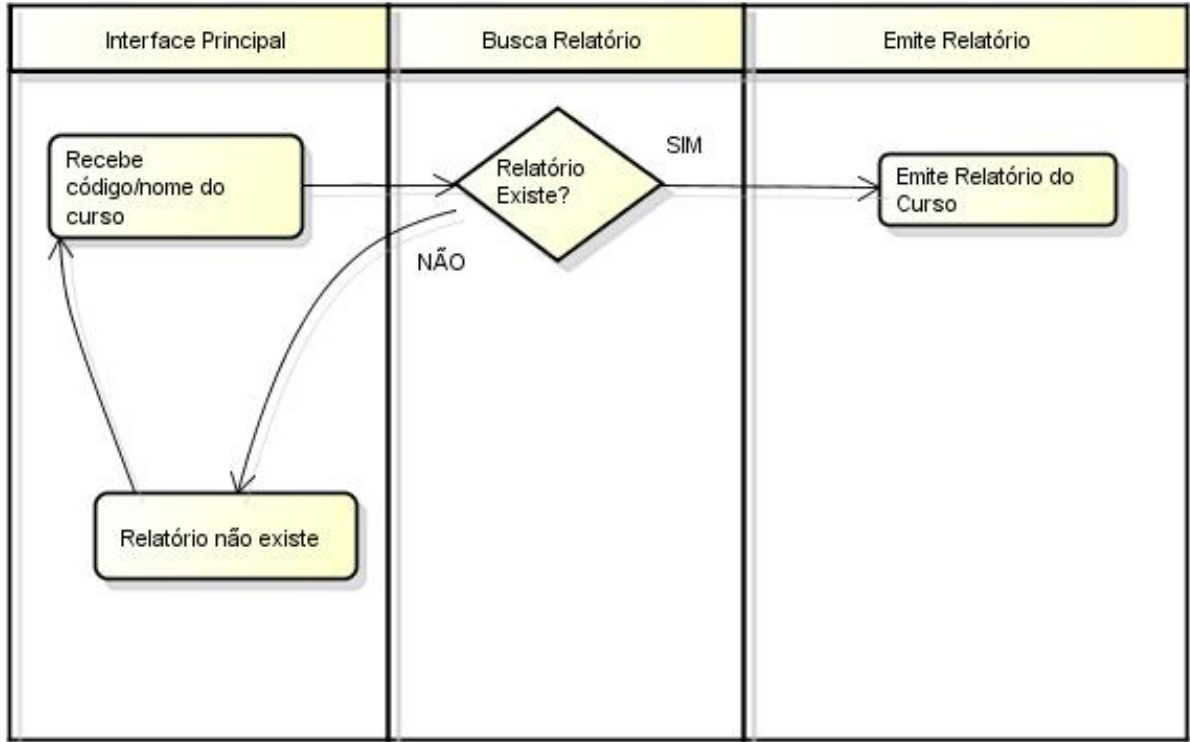 Interface Principal
Busca Relatório
Emite Relatório
Recebe
código/nome do
curso
Relatório
Existe?
SIM
Emite Relatório do
Curso
NÃO
Relatório não existe